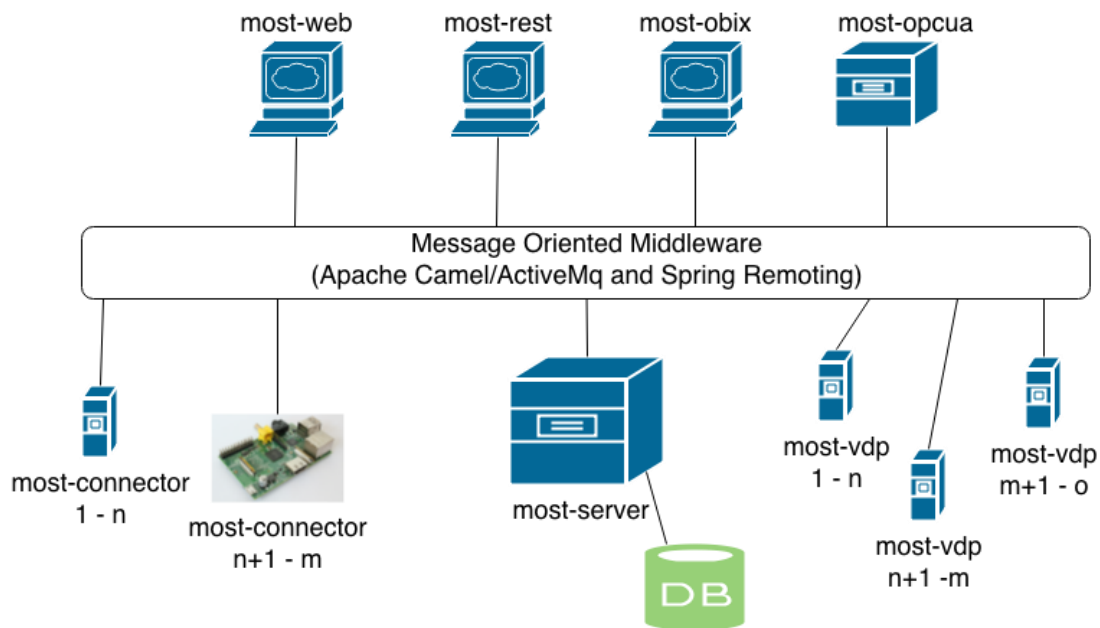 most-web
most-rest
most-obix
most-opcua
Message Oriented Middleware
(Apache Camel/ActiveMq and Spring Remoting)
most-connector
1 - n
most-connector
n+1 - m
most-server
DB
most-vdp
1 - n
most-vdp
n+1 -m
most-vdp
m+1 - o